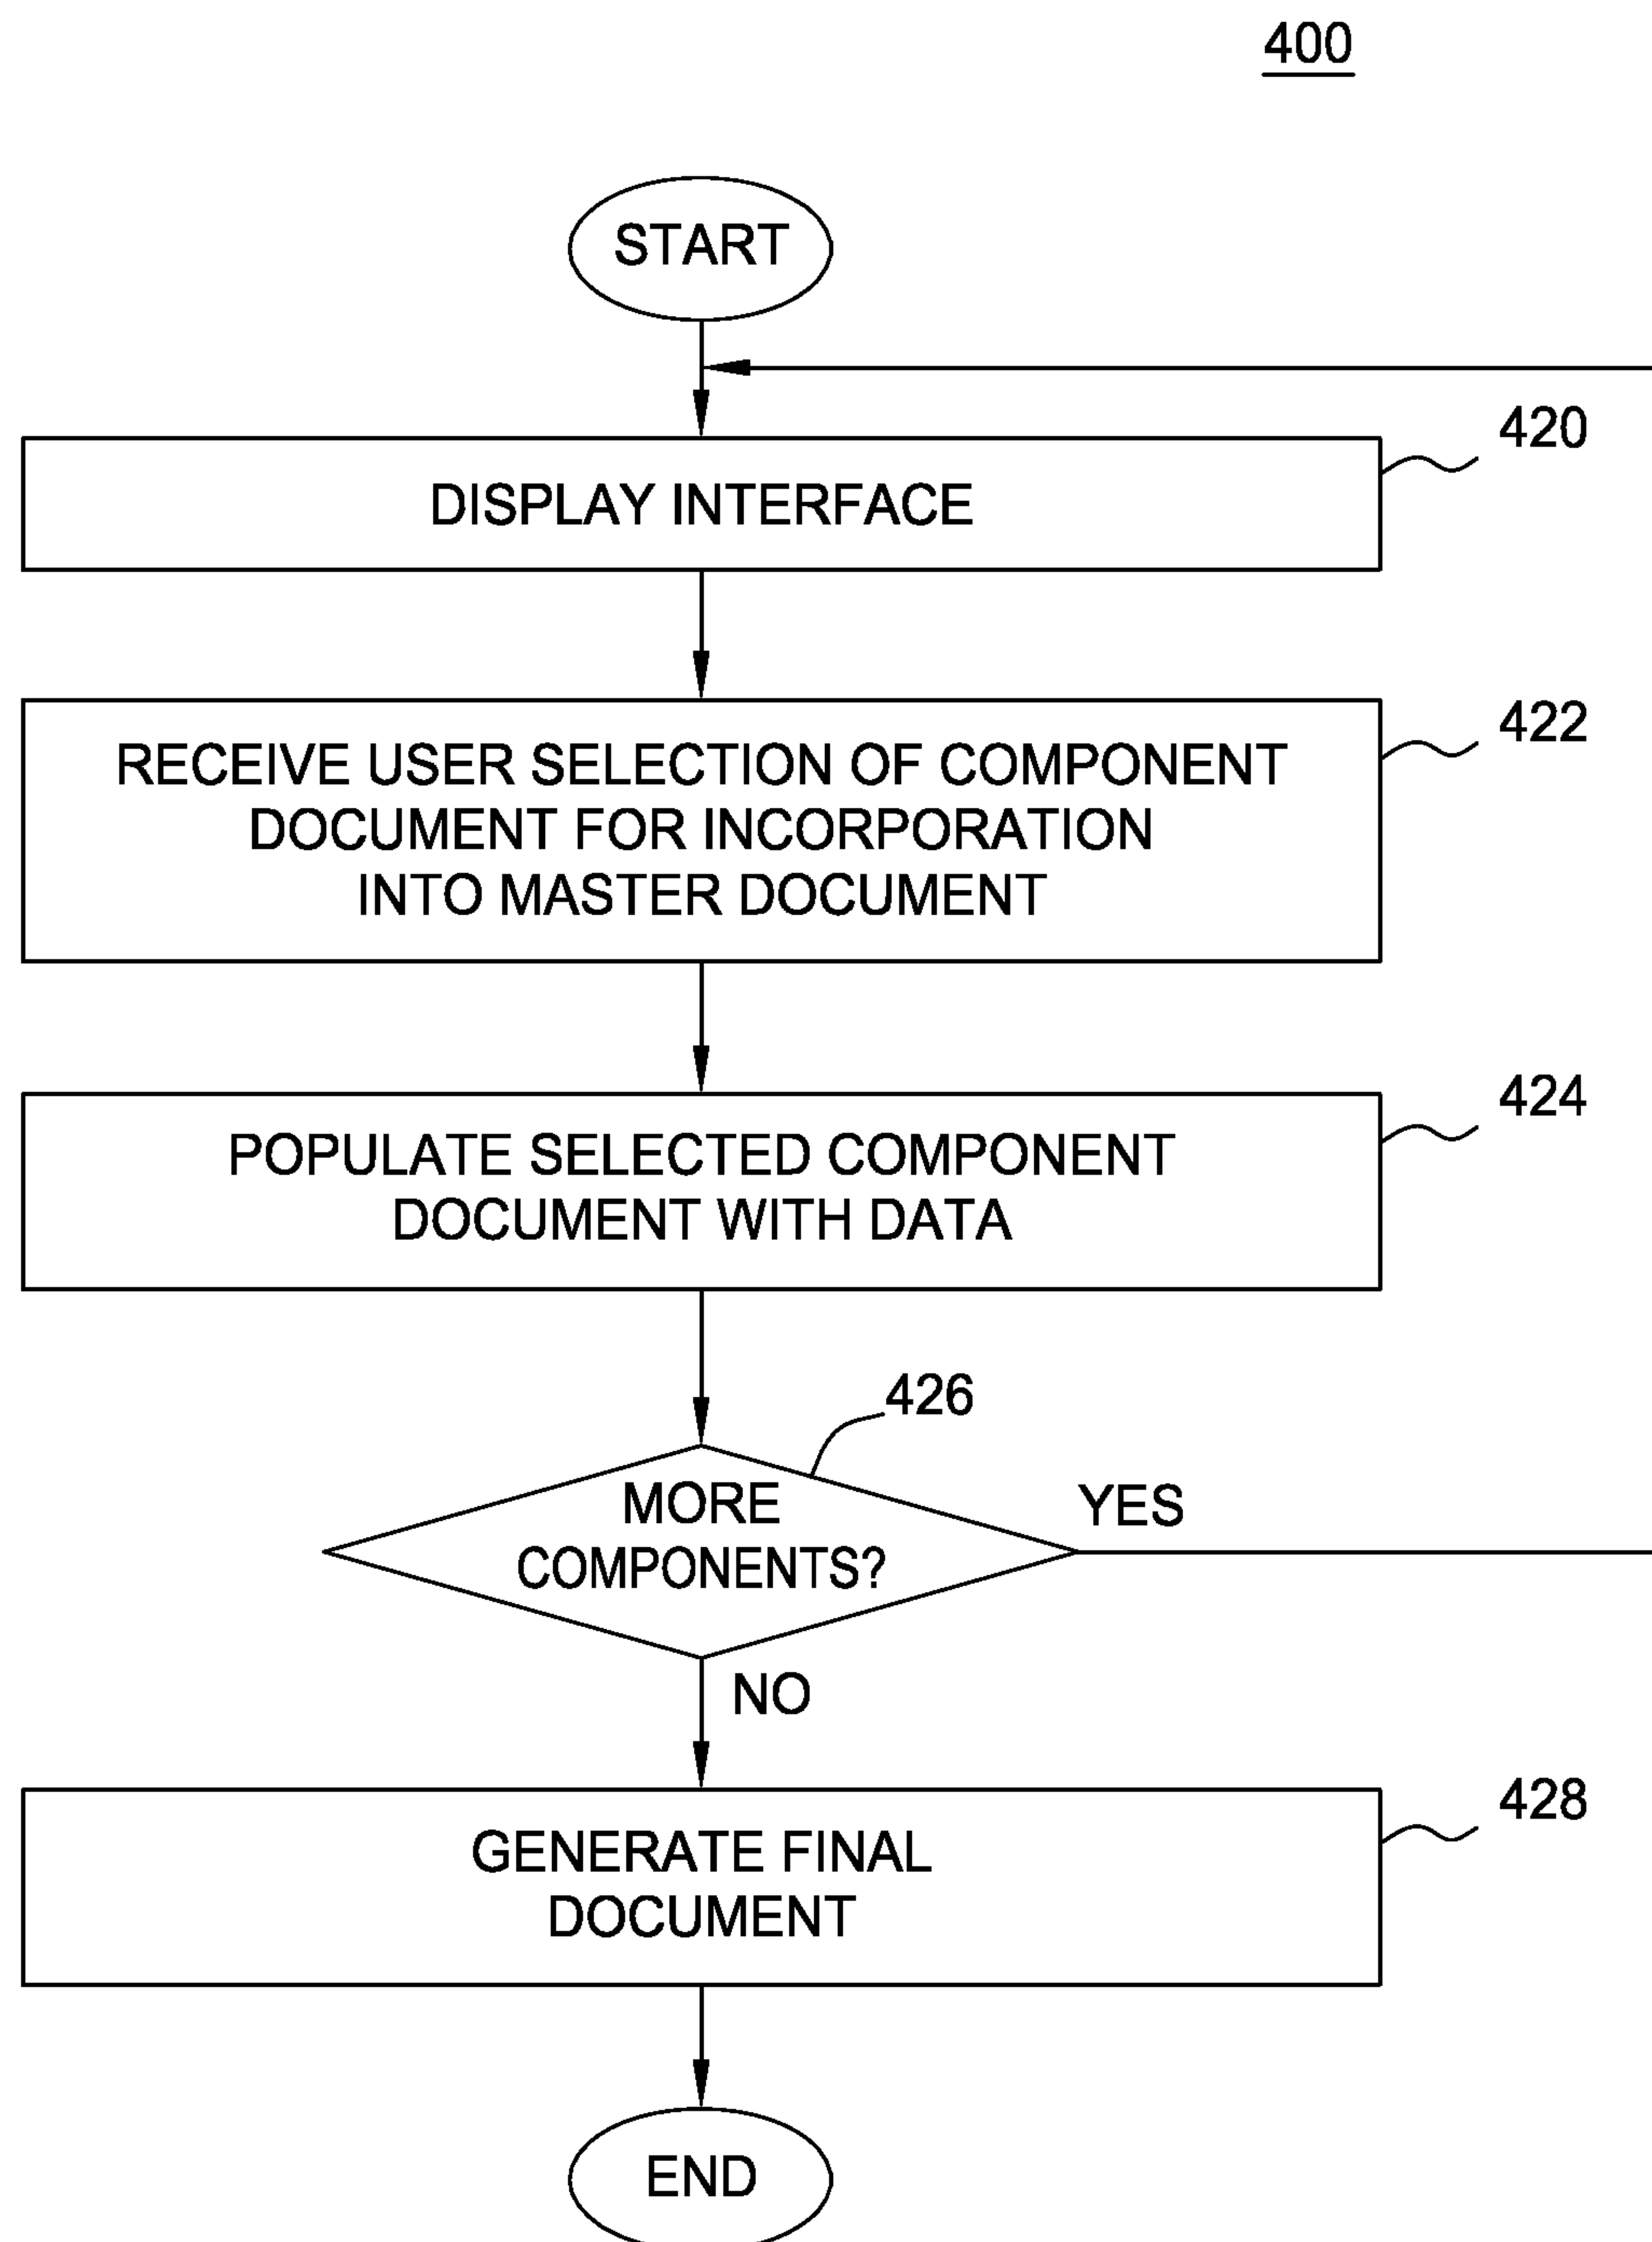 400
START
420
DISPLAY INTERFACE
422
RECEIVE USER SELECTION OF COMPONENT
DOCUMENT FOR INCORPORATION
INTO MASTER DOCUMENT
424
POPULATE SELECTED COMPONENT
DOCUMENT WITH DATA
426
MORE
COMPONENTS?
YES
NO
428
GENERATE FINAL
DOCUMENT
END